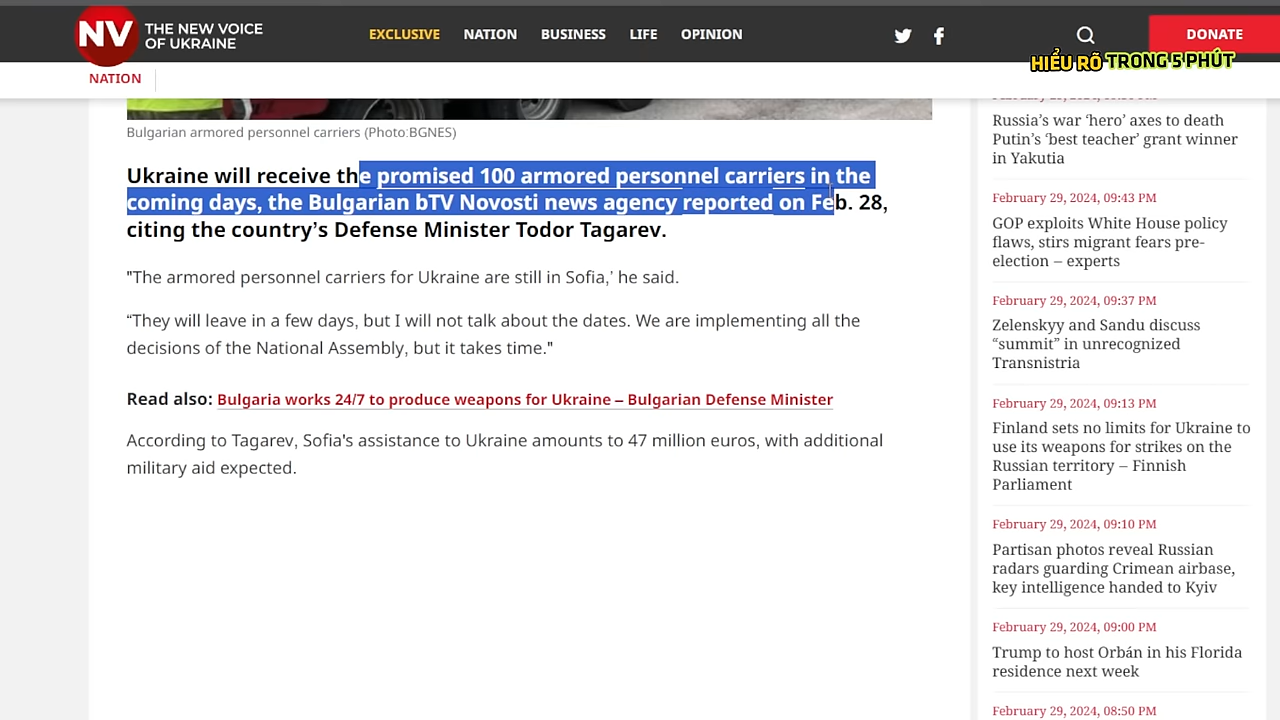 NV
THE NEW VOICE
OF UKRAINE
EXCLUSIVE NATION BUSINESS LIFE OPINION
DONATE
HIỂU RÕ TRONG 5 PHÚT
NATION
Bulgarian armored personnel carriers (Photo:BGNES)
Ukraine will receive the promised 100 armored personnel carriers in the
coming days, the Bulgarian bTV Novosti news agency reported on Feb. 28,
citing the country’s Defense Minister Todor Tagarev.
"The armored personnel carriers for Ukraine are still in Sofia,’ he said.
“They will leave in a few days, but I will not talk about the dates. We are implementing all the
decisions of the National Assembly, but it takes time."
Read also: Bulgaria works 24/7 to produce weapons for Ukraine – Bulgarian Defense Minister
According to Tagarev, Sofia's assistance to Ukraine amounts to 47 million euros, with additional
military aid expected.
Russia’s war ‘hero’ axes to death
Putin’s ‘best teacher’ grant winner
in Yakutia
February 29, 2024, 09:43 PM
GOP exploits White House policy
flaws, stirs migrant fears pre-
election – experts
February 29, 2024, 09:37 PM
Zelenskyy and Sandu discuss
“summit” in unrecognized
Transnistria
February 29, 2024, 09:13 PM
Finland sets no limits for Ukraine to
use its weapons for strikes on the
Russian territory – Finnish
Parliament
February 29, 2024, 09:10 PM
Partisan photos reveal Russian
radars guarding Crimean airbase,
key intelligence handed to Kyiv
February 29, 2024, 09:00 PM
Trump to host Orbán in his Florida
residence next week
February 29, 2024, 08:50 PM